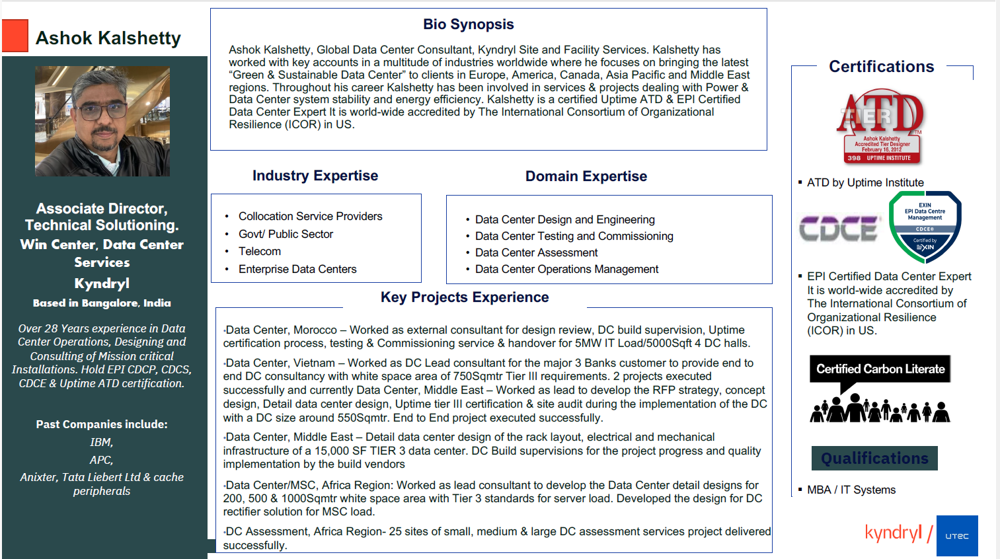 Ashok Kalshetty
Associate Director,
Technical Solutioning.
Win Center, Data Center
Services
Kyndryl
Based in Bangalore, India
Over 28 Years experience in Data
Center Operations, Designing and
Consulting of Mission critical
Installations. Hold EPI CDCP, CDCS,
CDCE & Uptime ATD certification.
Past Companies include:
IBM,
APC,
Anixter, Tata Liebert Ltd & cache
peripherals
Bio Synopsis
Ashok Kalshetty, Global Data Center Consultant, Kyndryl Site and Facility Services. Kalshetty has
worked with key accounts in a multitude of industries worldwide where he focuses on bringing the latest
“Green & Sustainable Data Center” to clients in Europe, America, Canada, Asia Pacific and Middle East
regions. Throughout his career Kalshetty has been involved in services & projects dealing with Power &
Data Center system stability and energy efficiency. Kalshetty is a certified Uptime ATD & EPI Certified
Data Center Expert It is world-wide accredited by The International Consortium of Organizational
Resilience (ICOR) in US.
Industry Expertise
• Collocation Service Providers
• Govt/ Public Sector
• Telecom
• Enterprise Data Centers
Domain Expertise
• Data Center Design and Engineering
• Data Center Testing and Commissioning
• Data Center Assessment
• Data Center Operations Management
Key Projects Experience
•Data Center, Morocco – Worked as external consultant for design review, DC build supervision, Uptime
certification process, testing & Commissioning service & handover for 5MW IT Load/5000Sqft 4 DC halls.
•Data Center, Vietnam – Worked as DC Lead consultant for the major 3 Banks customer to provide end to
end DC consultancy with white space area of 750Sqmtr Tier III requirements. 2 projects executed
successfully and currently Data Center, Middle East – Worked as lead to develop the RFP strategy, concept
design, Detail data center design, Uptime tier III certification & site audit during the implementation of the DC
with a DC size around 550Sqmtr. End to End project executed successfully.
•Data Center, Middle East – Detail data center design of the rack layout, electrical and mechanical
infrastructure of a 15,000 SF TIER 3 data center. DC Build supervisions for the project progress and quality
implementation by the build vendors
•Data Center/MSC, Africa Region: Worked as lead consultant to develop the Data Center detail designs for
200, 500 & 1000Sqmtr white space area with Tier 3 standards for server load. Developed the design for DC
rectifier solution for MSC load.
•DC Assessment, Africa Region- 25 sites of small, medium & large DC assessment services project delivered
successfully.
Certifications
ATD
TIER
TM
Ashok Kalshetty
Accredited Tier Designer
February 16, 2012
398 UPTIME INSTITUTE
▪ ATD by Uptime Institute
CDCE®
EXIN
EPI Data Centre
Management
CDCE®
Certified by
EXIN
▪ EPI Certified Data Center Expert
It is world-wide accredited by
The International Consortium of
Organizational Resilience
(ICOR) in US.
Certified Carbon Literate
Qualifications
▪ MBA / IT Systems
kyndryl /
UTEC